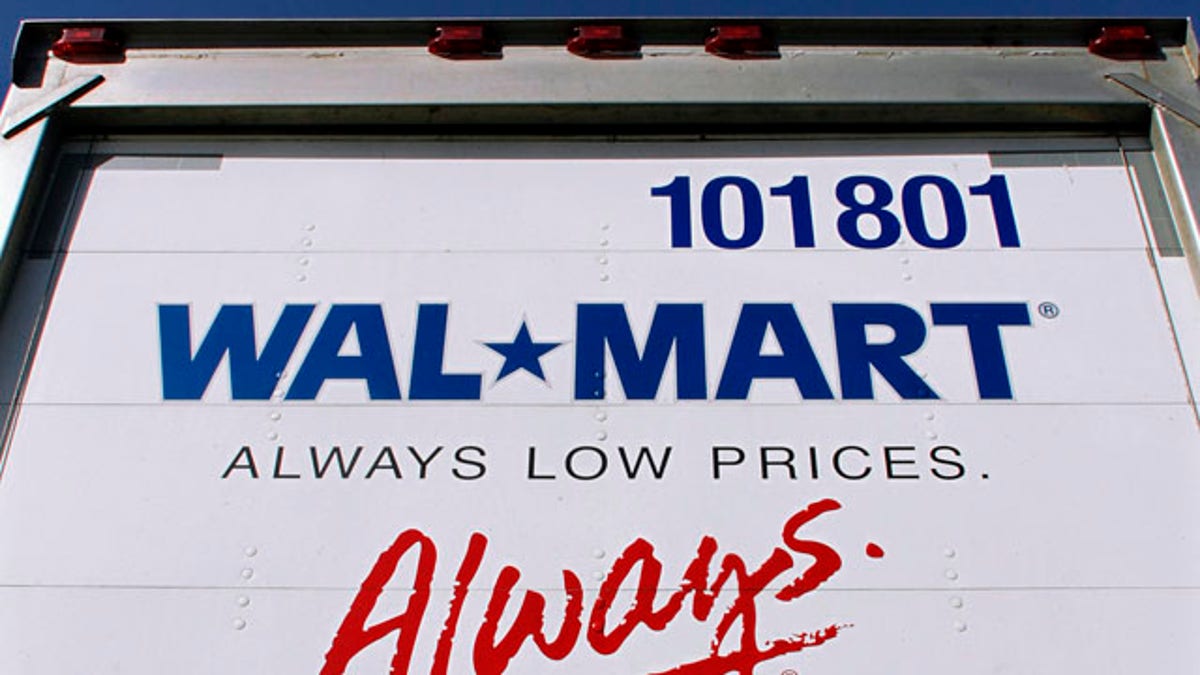 101801
WAL★MART®
ALWAYS LOW PRICES.
Always.
®